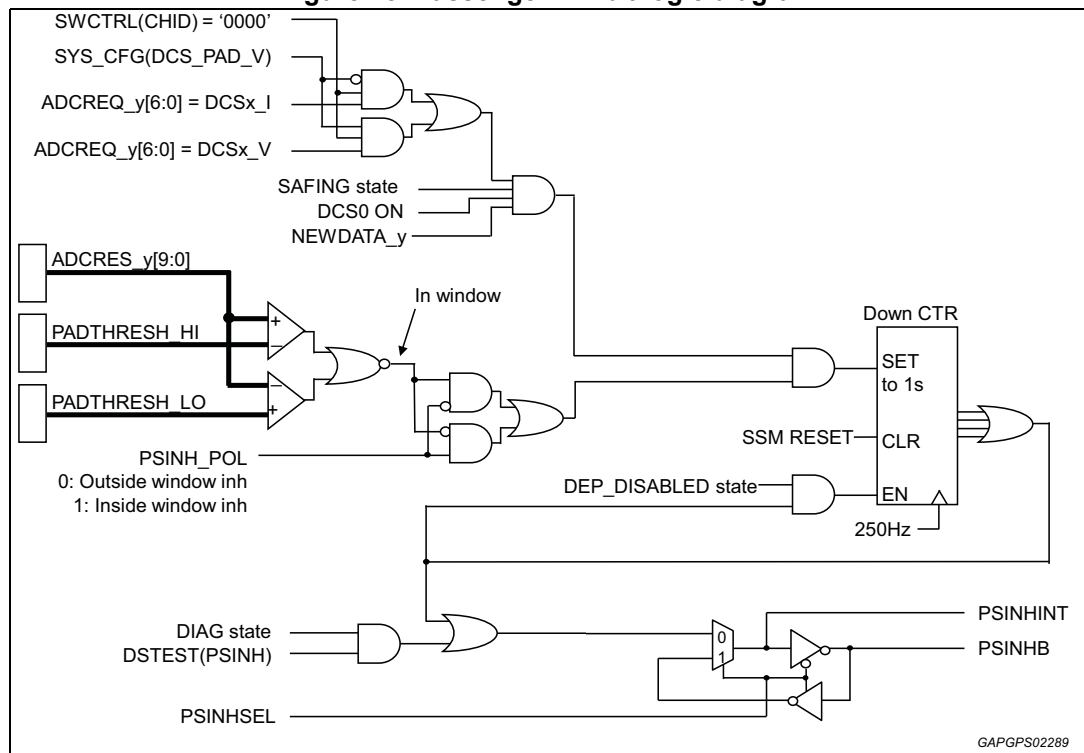 SWCTRL(CHID) = ‘0000’
SYS_CFG(DCS_PAD_V)
ADCREQ_y[6:0] = DCSx_I
ADCREQ_y[6:0] = DCSx_V
SAFING state
DCS0 ON
NEWDATA_y
ADCRES_y[9:0]
In window
PADTHRESH_HI
+
−
Down CTR
SET
to 1s
PADTHRESH_LO
−
+
SSM RESET
CLR
PSINH_POL
0: Outside window inh
1: Inside window inh
DEP_DISABLED state
EN
250Hz
DIAG state
DSTEST(PSINH)
0
1
PSINHINT
PSINHB
PSINHSEL
GAPGPS02289